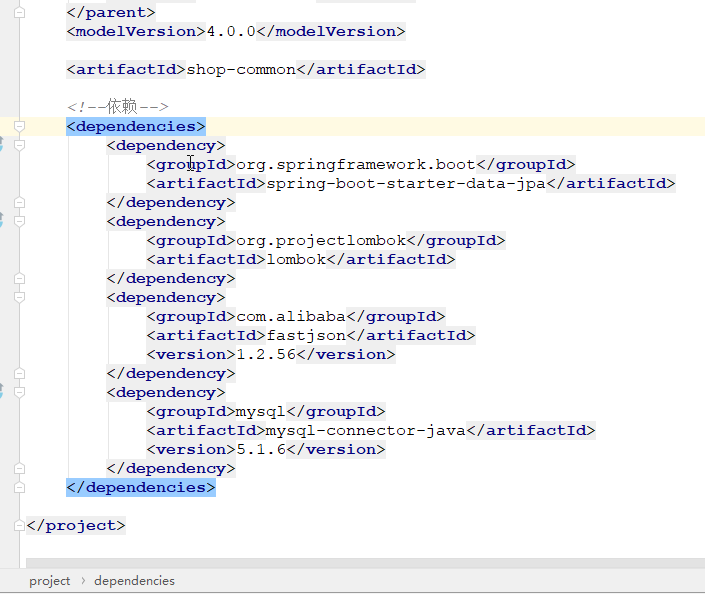 </parent>
<modelVersion>4.0.0</modelVersion>
<artifactId>shop-common</artifactId>
<!--依赖-->
<dependencies>
<dependency>
<groupId>org.springframework.boot</groupId>
<artifactId>spring-boot-starter-data-jpa</artifactId>
</dependency>
<dependency>
<groupId>org.projectlombok</groupId>
<artifactId>lombok</artifactId>
</dependency>
<dependency>
<groupId>com.alibaba</groupId>
<artifactId>fastjson</artifactId>
<version>1.2.56</version>
</dependency>
<dependency>
<groupId>mysql</groupId>
<artifactId>mysql-connector-java</artifactId>
<version>5.1.6</version>
</dependency>
</dependencies>
</project>
project › dependencies